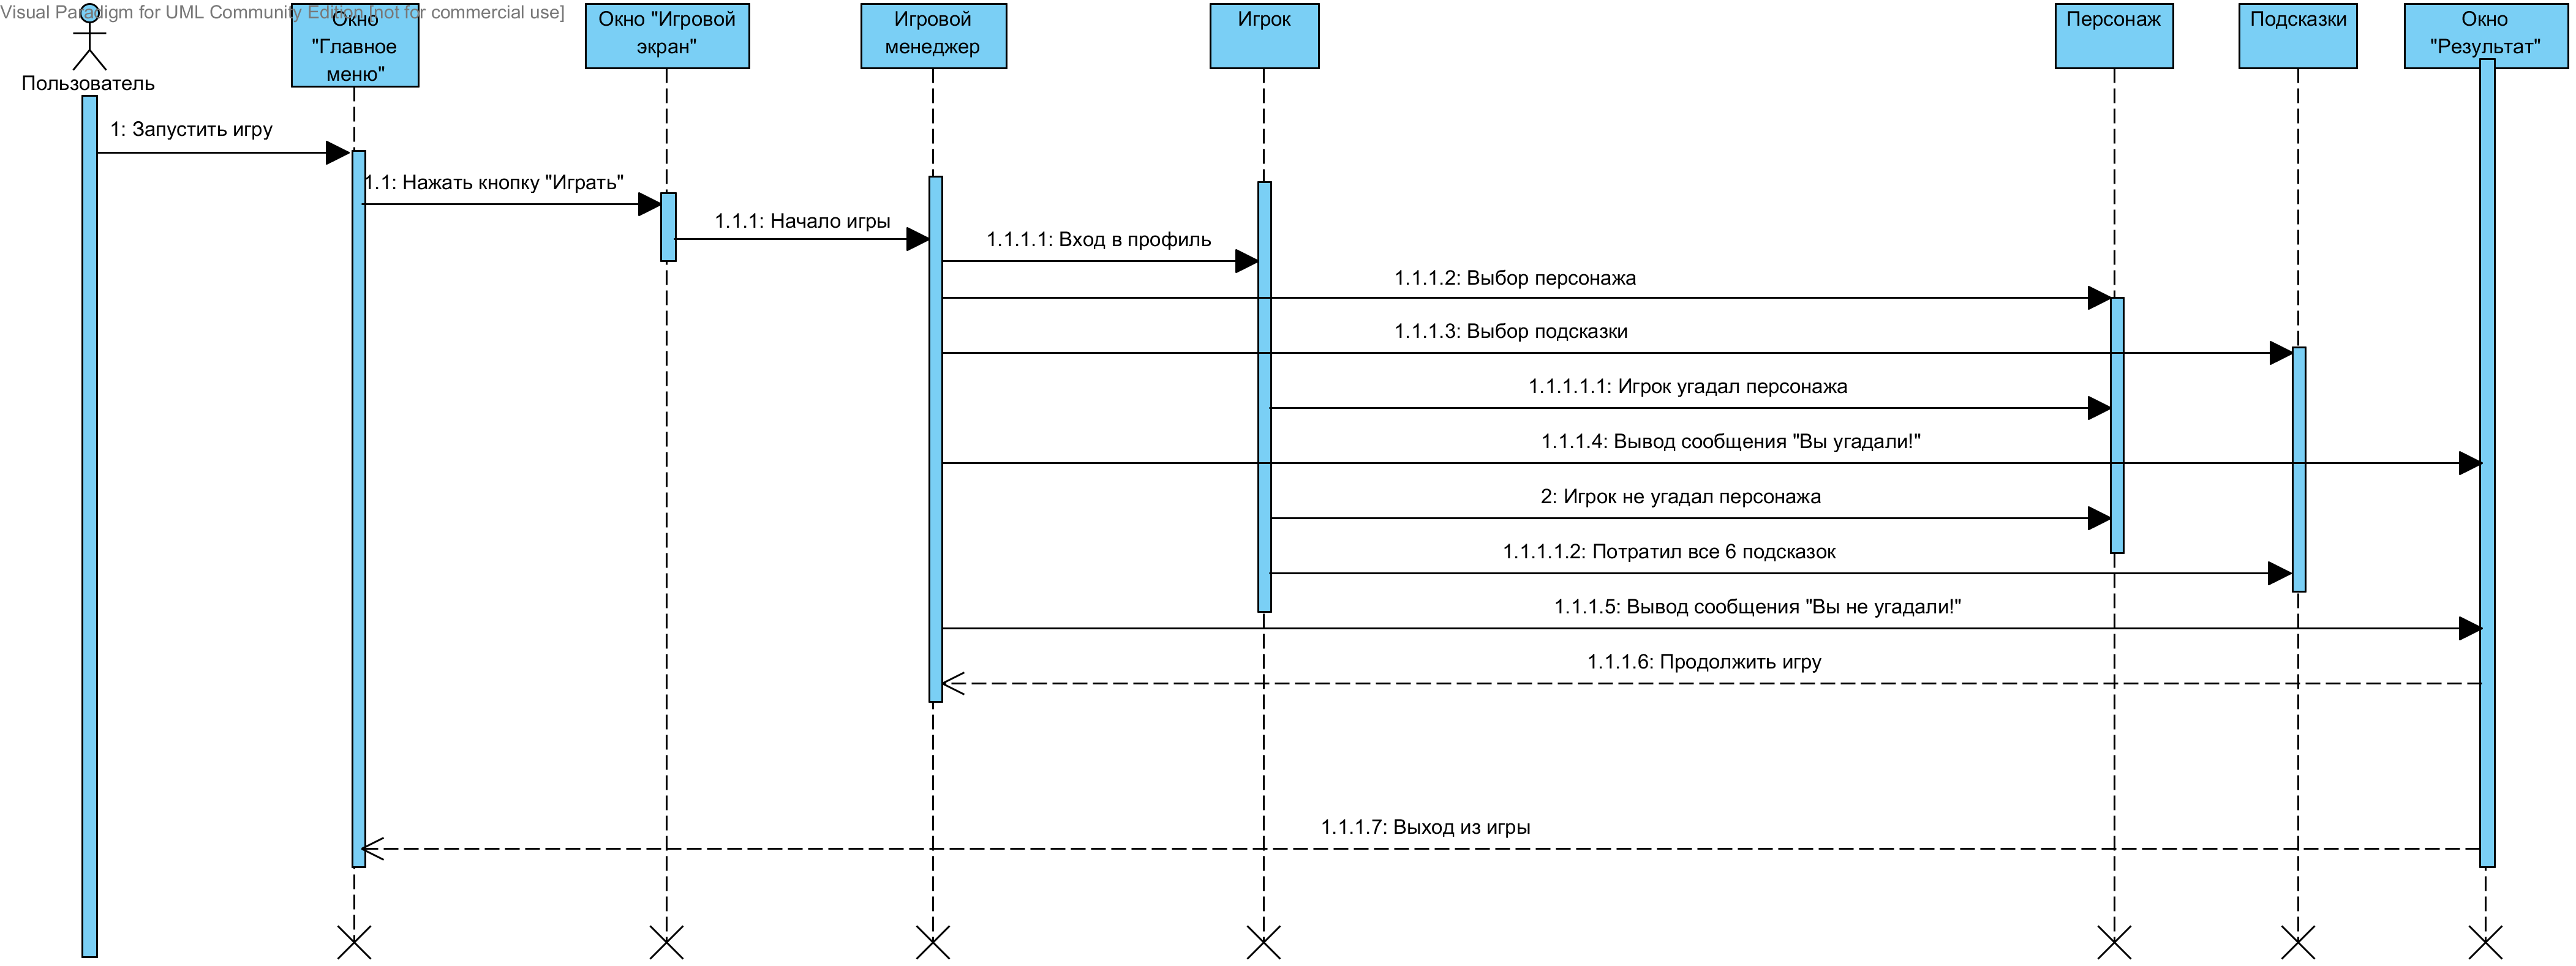 Visual Paradigm for UML Community Edition [not for commercial use]
Пользователь
Окно
"Главное
меню"
Окно "Игровой
экран"
Игровой
менеджер
Игрок
Персонаж
Подсказки
Окно
"Результат"
1: Запустить игру
1.1: Нажать кнопку "Играть"
1.1.1: Начало игры
1.1.1.1: Вход в профиль
1.1.1.2: Выбор персонажа
1.1.1.3: Выбор подсказки
1.1.1.1.1: Игрок угадал персонажа
1.1.1.4: Вывод сообщения "Вы угадали!"
2: Игрок не угадал персонажа
1.1.1.1.2: Потратил все 6 подсказок
1.1.1.5: Вывод сообщения "Вы не угадали!"
1.1.1.6: Продолжить игру
1.1.1.7: Выход из игры